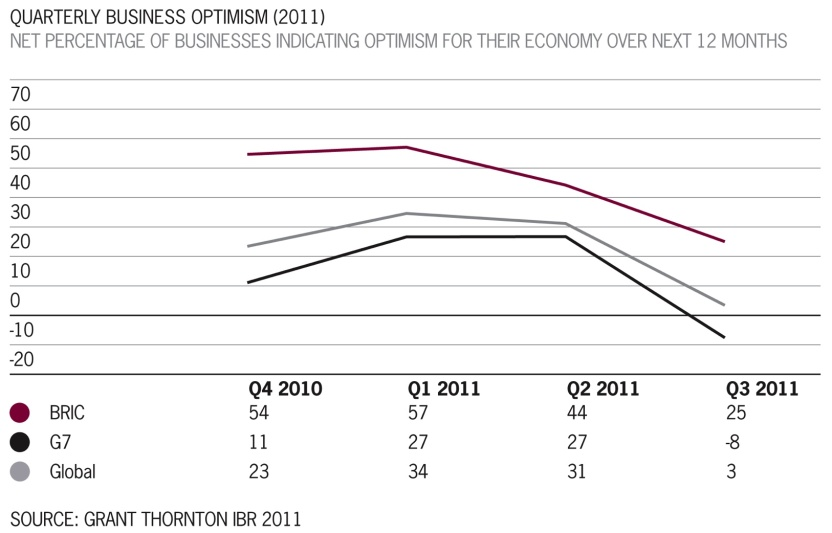 QUARTERLY BUSINESS OPTIMISM (2011)
NET PERCENTAGE OF BUSINESSES INDICATING OPTIMISM FOR THEIR ECONOMY OVER NEXT 12 MONTHS
70
60
50
40
30
20
10
0
-10
-20
Q4 2010 Q1 2011 Q2 2011 Q3 2011
BRIC 54 57 44 25
G7 11 27 27 -8
Global 23 34 31 3
SOURCE: GRANT THORNTON IBR 2011